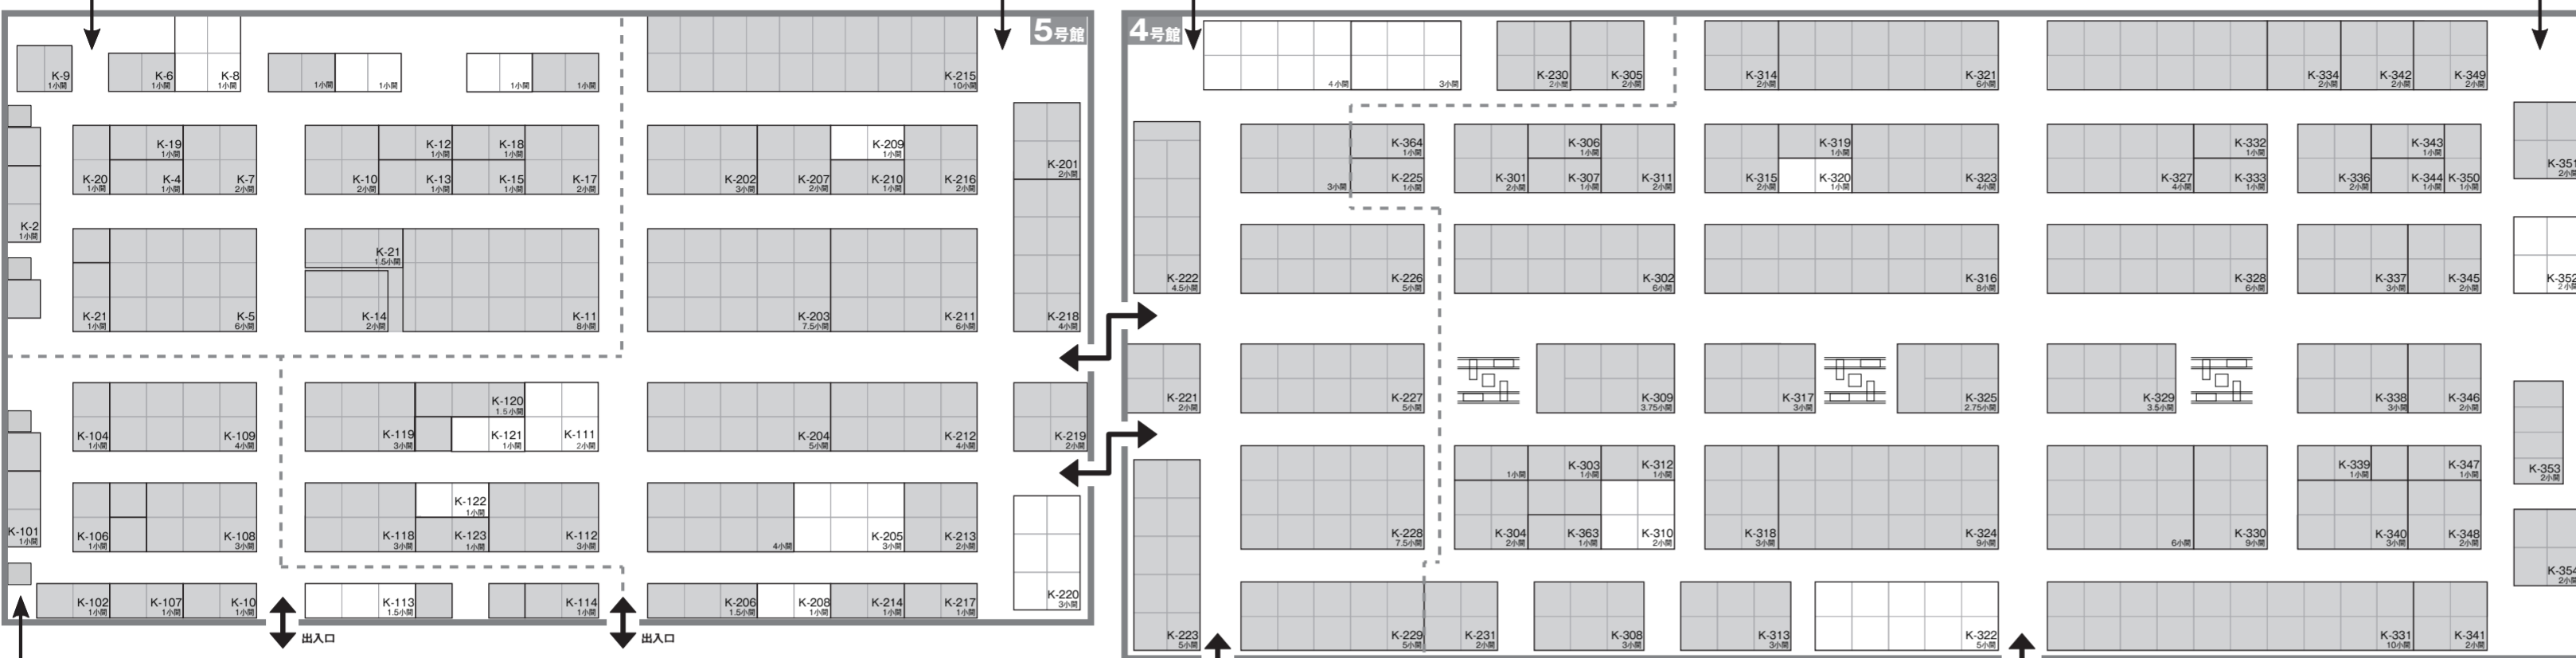 5号館
K-9
1小間
K-6
1小間
K-8
1小間
1小間
1小間
1小間
1小間
K-215
10小間
K-19
1小間
K-20
1小間
K-4
1小間
K-7
2小間
K-12
1小間
K-18
1小間
K-10
2小間
K-13
1小間
K-15
1小間
K-17
2小間
K-209
1小間
K-202
3小間
K-207
2小間
K-210
1小間
K-216
2小間
K-201
2小間
K-2
1小間
K-21
1小間
K-5
6小間
K-21
1.5小間
K-14
2小間
K-11
8小間
K-203
7.5小間
K-211
6小間
K-218
4小間
K-104
1小間
K-109
4小間
K-120
1.5小間
K-119
3小間
K-121
1小間
K-111
2小間
K-204
5小間
K-212
4小間
K-219
2小間
K-101
1小間
K-106
1小間
K-108
3小間
K-122
1小間
K-118
3小間
K-123
1小間
K-112
3小間
4小間
K-205
3小間
K-213
2小間
K-220
3小間
K-102
1小間
K-107
1小間
K-10
1小間
K-113
1.5小間
K-114
1小間
K-206
1.5小間
K-208
1小間
K-214
1小間
K-217
1小間
出入口
出入口
4号館
4小間
3小間
K-230
2小間
K-305
2小間
K-314
2小間
K-321
6小間
K-334
2小間
K-342
2小間
K-349
2小間
K-364
1小間
3小間
K-225
1小間
K-306
1小間
K-301
2小間
K-307
1小間
K-311
2小間
K-319
1小間
K-315
2小間
K-320
1小間
K-323
4小間
K-332
1小間
K-327
4小間
K-333
1小間
K-343
1小間
K-336
2小間
K-344
1小間
K-350
1小間
K-351
2小間
K-222
4.5小間
K-226
5小間
K-302
6小間
K-316
8小間
K-328
6小間
K-337
3小間
K-345
2小間
K-352
2小間
K-221
2小間
K-227
5小間
K-309
3.75小間
K-317
3小間
K-325
2.75小間
K-329
3.5小間
K-338
3小間
K-346
2小間
K-353
2小間
K-228
7.5小間
1小間
K-303
1小間
K-312
1小間
K-304
2小間
K-363
1小間
K-310
2小間
K-318
3小間
K-324
9小間
6小間
K-330
9小間
K-339
1小間
K-347
1小間
K-340
3小間
K-348
2小間
K-354
2小間
K-223
5小間
K-229
5小間
K-231
2小間
K-308
3小間
K-313
3小間
K-322
5小間
K-331
10小間
K-341
2小間